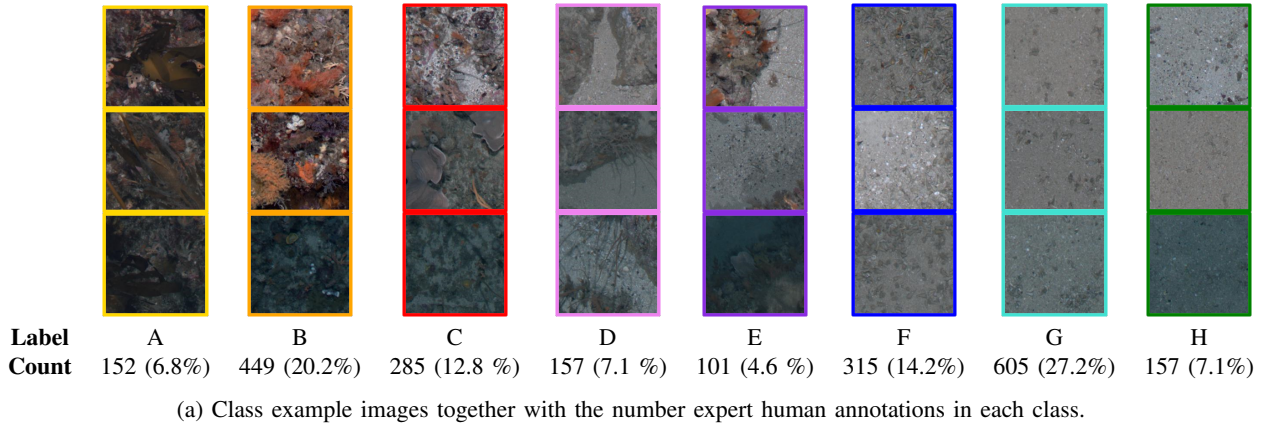 Label A B C D E F G H
Count 152 (6.8%) 449 (20.2%) 285 (12.8 %) 157 (7.1 %) 101 (4.6 %) 315 (14.2%) 605 (27.2%) 157 (7.1%)
(a) Class example images together with the number expert human annotations in each class.